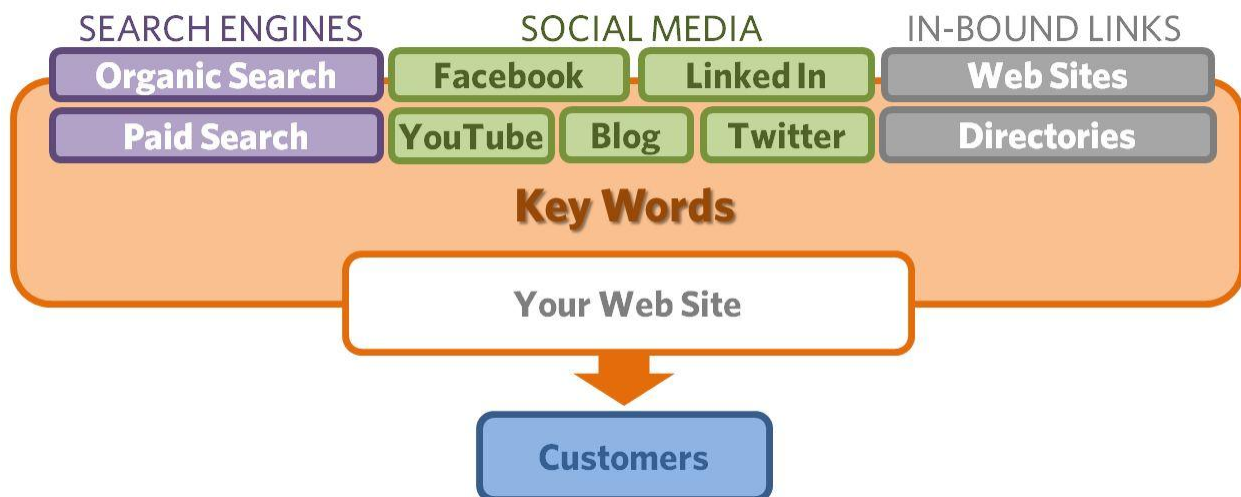 SEARCH ENGINES SOCIAL MEDIA IN-BOUND LINKS
Organic Search Facebook Linked In Web Sites
Paid Search YouTube Blog Twitter Directories
Key Words
Your Web Site
Customers